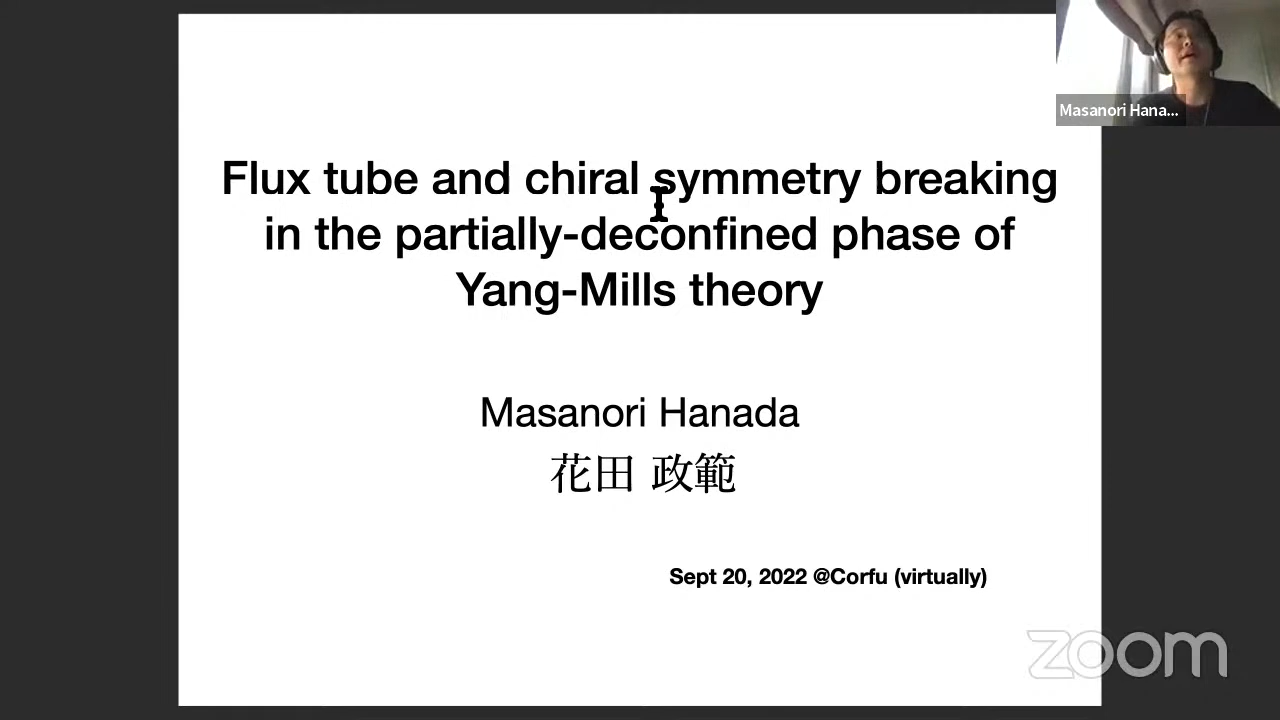 Flux tube and chiral symmetry breaking
in the partially-deconfined phase of
Yang-Mills theory
Masanori Hanada
花田 政範
Sept 20, 2022 @Corfu (virtually)
Masanori Hana...
zoom